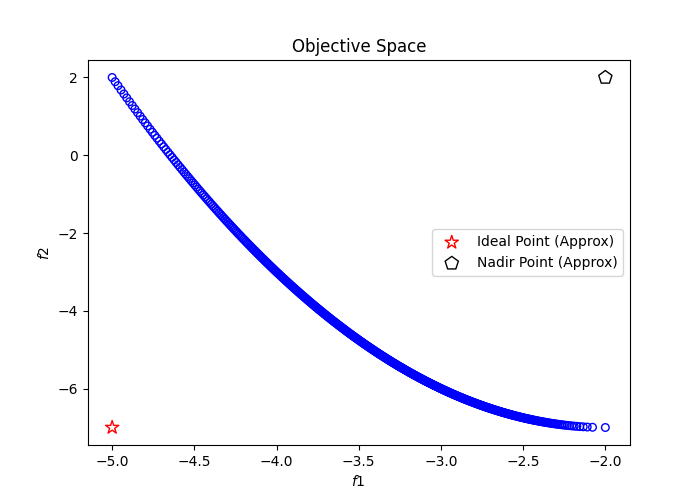 Objective Space
2
0
−2
−4
−6
f2
Ideal Point (Approx)
Nadir Point (Approx)
−5.0 −4.5 −4.0 −3.5 −3.0 −2.5 −2.0
f1